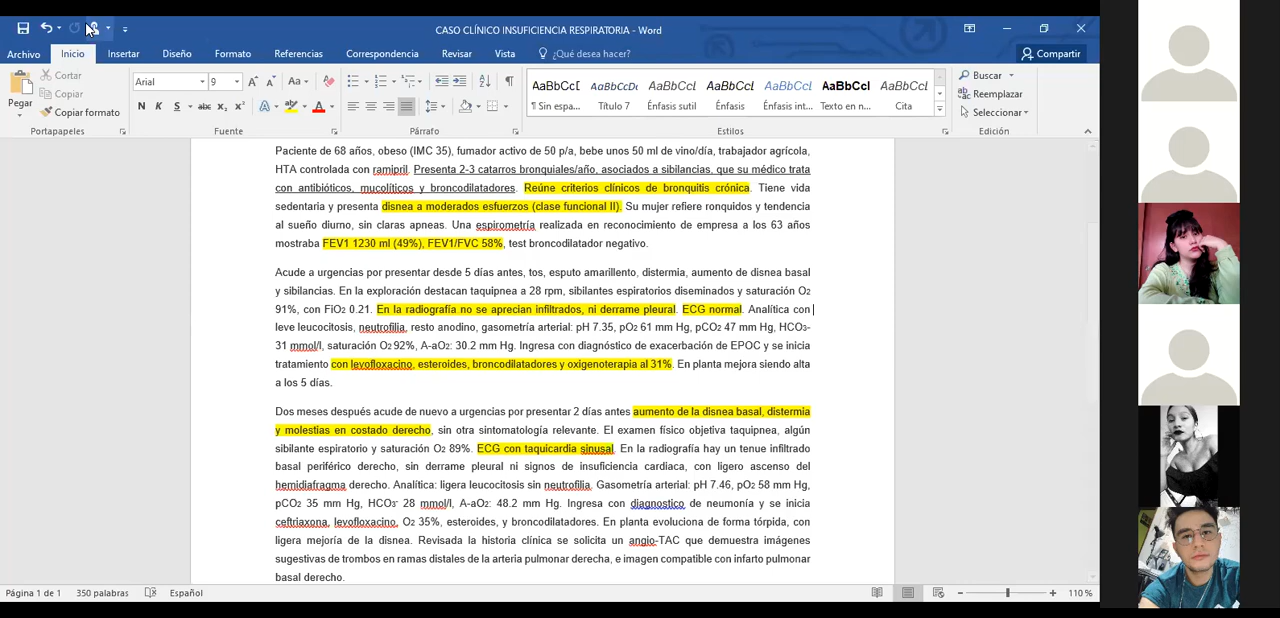 CASO CLÍNICO INSUFICIENCIA RESPIRATORIA - Word
Archivo Inicio Insertar Diseño Formato Referencias Correspondencia Revisar Vista ¿Qué desea hacer? Compartir
Pegar
Cortar
Copiar
Copiar formato
Portapapeles
Arial 9
Aa
N K S abc x₂ x²
Fuente
Párrafo
AaBbCcD AaBbCcDc AaBbCcI AaBbCcI AaBbCcI AaBbCcI AaBbCcI
¶ Sin espa... Título 7 Énfasis sutil Énfasis Énfasis int... Texto en n... Cita
Estilos
Buscar
Reemplazar
Seleccionar
Edición
Paciente de 68 años, obeso (IMC 35), fumador activo de 50 p/a, bebe unos 50 ml de vino/día, trabajador agrícola,
HTA controlada con ramipril. Presenta 2-3 catarros bronquiales/año, asociados a sibilancias, que su médico trata
con antibióticos, mucolíticos y broncodilatadores. Reúne criterios clínicos de bronquitis crónica. Tiene vida
sedentaria y presenta disnea a moderados esfuerzos (clase funcional II). Su mujer refiere ronquidos y tendencia
al sueño diurno, sin claras apneas. Una espirometría realizada en reconocimiento de empresa a los 63 años
mostraba FEV1 1230 ml (49%), FEV1/FVC 58%, test broncodilatador negativo.
Acude a urgencias por presentar desde 5 días antes, tos, esputo amarillento, distermia, aumento de disnea basal
y sibilancias. En la exploración destacan taquipnea a 28 rpm, sibilantes espiratorios diseminados y saturación O2
91%, con FiO2 0.21. En la radiografía no se aprecian infiltrados, ni derrame pleural. ECG normal. Analítica con
leve leucocitosis, neutrofilia, resto anodino, gasometría arterial: pH 7.35, pO2 61 mm Hg, pCO2 47 mm Hg, HCO3-
31 mmol/l, saturación O2 92%, A-aO2: 30.2 mm Hg. Ingresa con diagnóstico de exacerbación de EPOC y se inicia
tratamiento con levofloxacino, esteroides, broncodilatadores y oxigenoterapia al 31%. En planta mejora siendo alta
a los 5 días.
Dos meses después acude de nuevo a urgencias por presentar 2 días antes aumento de la disnea basal, distermia
y molestias en costado derecho, sin otra sintomatología relevante. El examen físico objetiva taquipnea, algún
sibilante espiratorio y saturación O2 89%. ECG con taquicardia sinusal. En la radiografía hay un tenue infiltrado
basal periférico derecho, sin derrame pleural ni signos de insuficiencia cardiaca, con ligero ascenso del
hemidiafragma derecho. Analítica: ligera leucocitosis sin neutrofilia. Gasometría arterial: pH 7.46, pO2 58 mm Hg,
pCO2 35 mm Hg, HCO3- 28 mmol/l, A-aO2: 48.2 mm Hg. Ingresa con diagnostico de neumonía y se inicia
ceftriaxona, levofloxacino, O2 35%, esteroides, y broncodilatadores. En planta evoluciona de forma tórpida, con
ligera mejoría de la disnea. Revisada la historia clínica se solicita un angio-TAC que demuestra imágenes
sugestivas de trombos en ramas distales de la arteria pulmonar derecha, e imagen compatible con infarto pulmonar
basal derecho.
Página 1 de 1 350 palabras Español 110 %